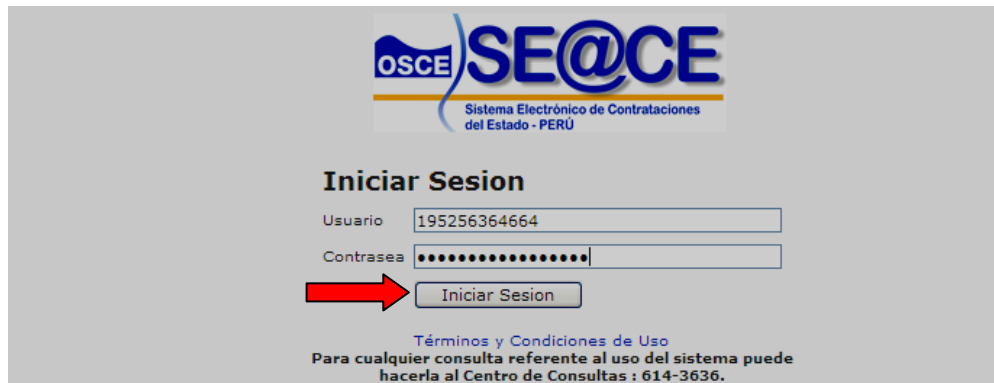 OSCE SE@CE
Sistema Electrónico de Contrataciones
del Estado - PERÚ
Iniciar Sesion
Usuario 195256364664
Contrasea •••••••••••••••••
Iniciar Sesion
Términos y Condiciones de Uso
Para cualquier consulta referente al uso del sistema puede
hacerla al Centro de Consultas : 614-3636.